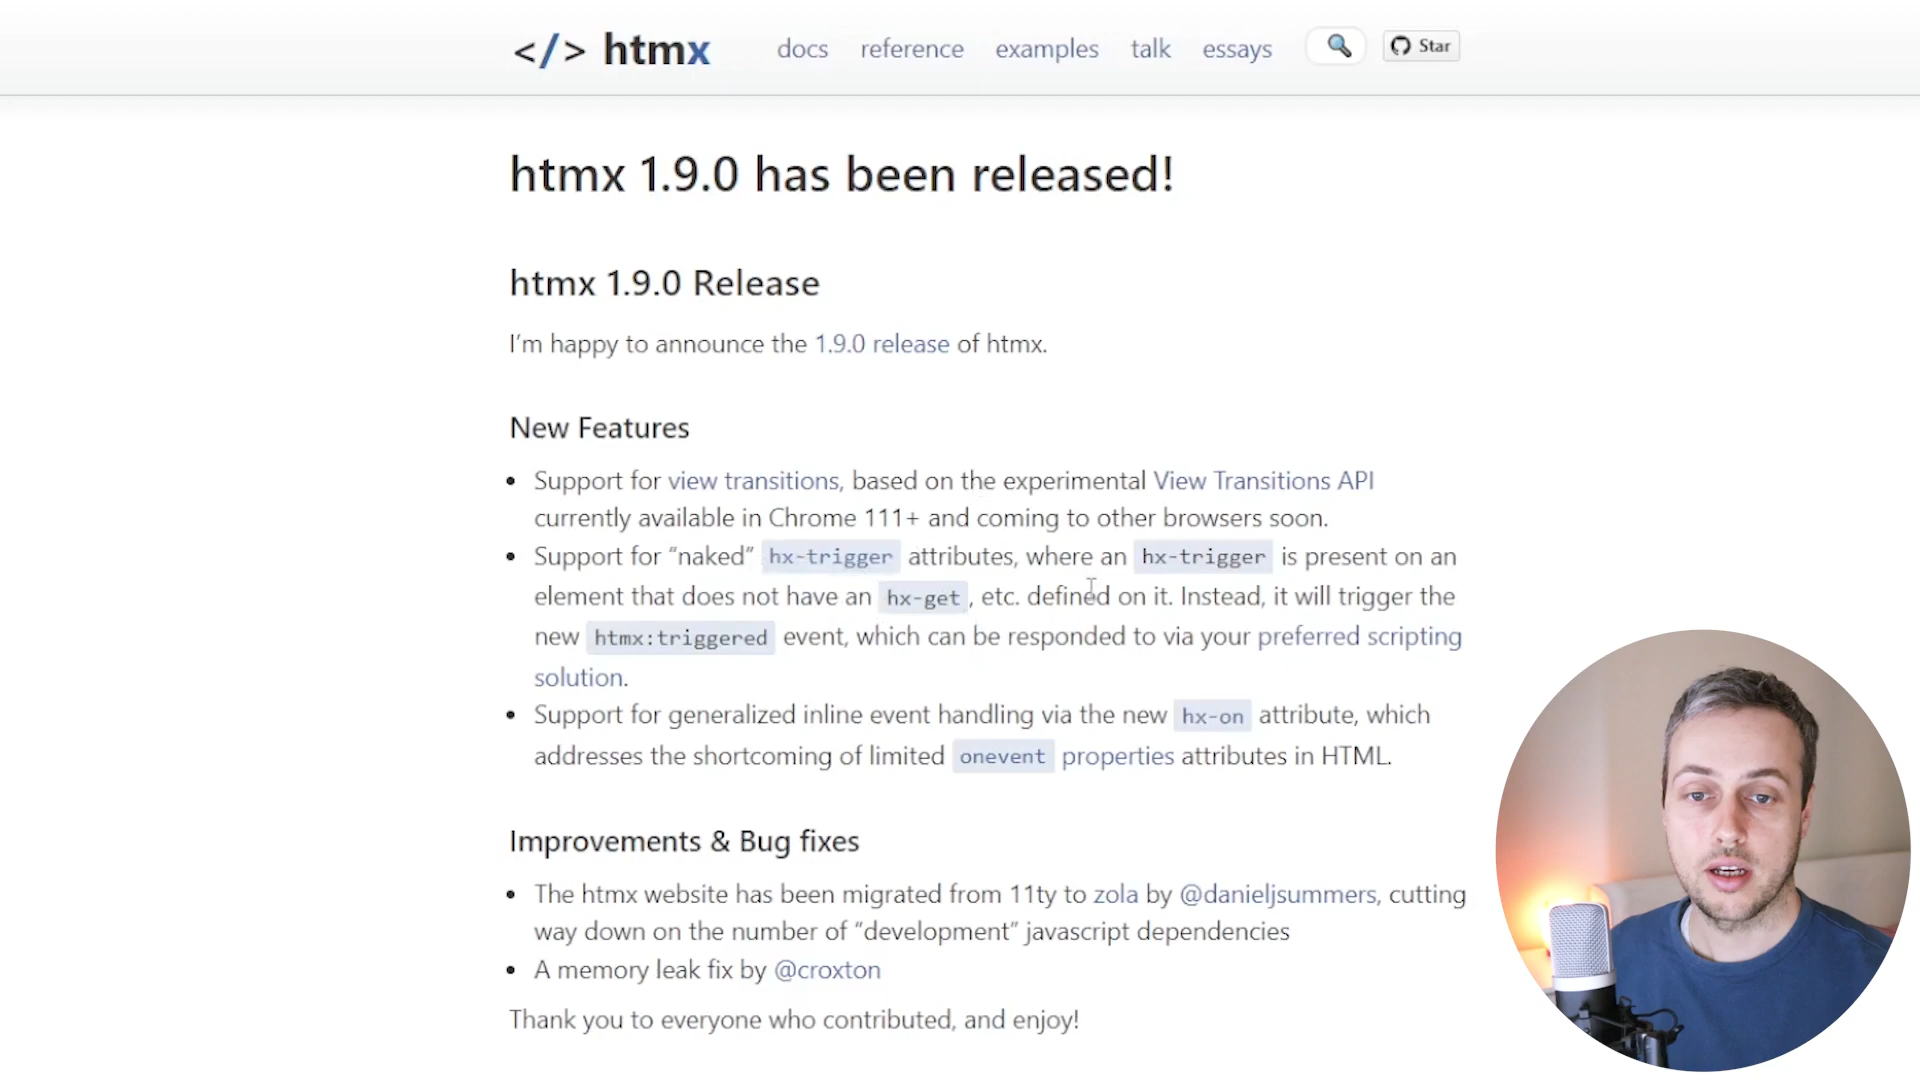 </> htmx docs reference examples talk essays Star
htmx 1.9.0 has been released!
htmx 1.9.0 Release
I'm happy to announce the 1.9.0 release of htmx.
New Features
• Support for view transitions, based on the experimental View Transitions API
currently available in Chrome 111+ and coming to other browsers soon.
• Support for “naked” hx-trigger attributes, where an hx-trigger is present on an
element that does not have an hx-get , etc. defined on it. Instead, it will trigger the
new htmx:triggered event, which can be responded to via your preferred scripting
solution.
• Support for generalized inline event handling via the new hx-on attribute, which
addresses the shortcoming of limited onevent properties attributes in HTML.
Improvements & Bug fixes
• The htmx website has been migrated from 11ty to zola by @danieljsummers, cutting
way down on the number of “development” javascript dependencies
• A memory leak fix by @croxton
Thank you to everyone who contributed, and enjoy!